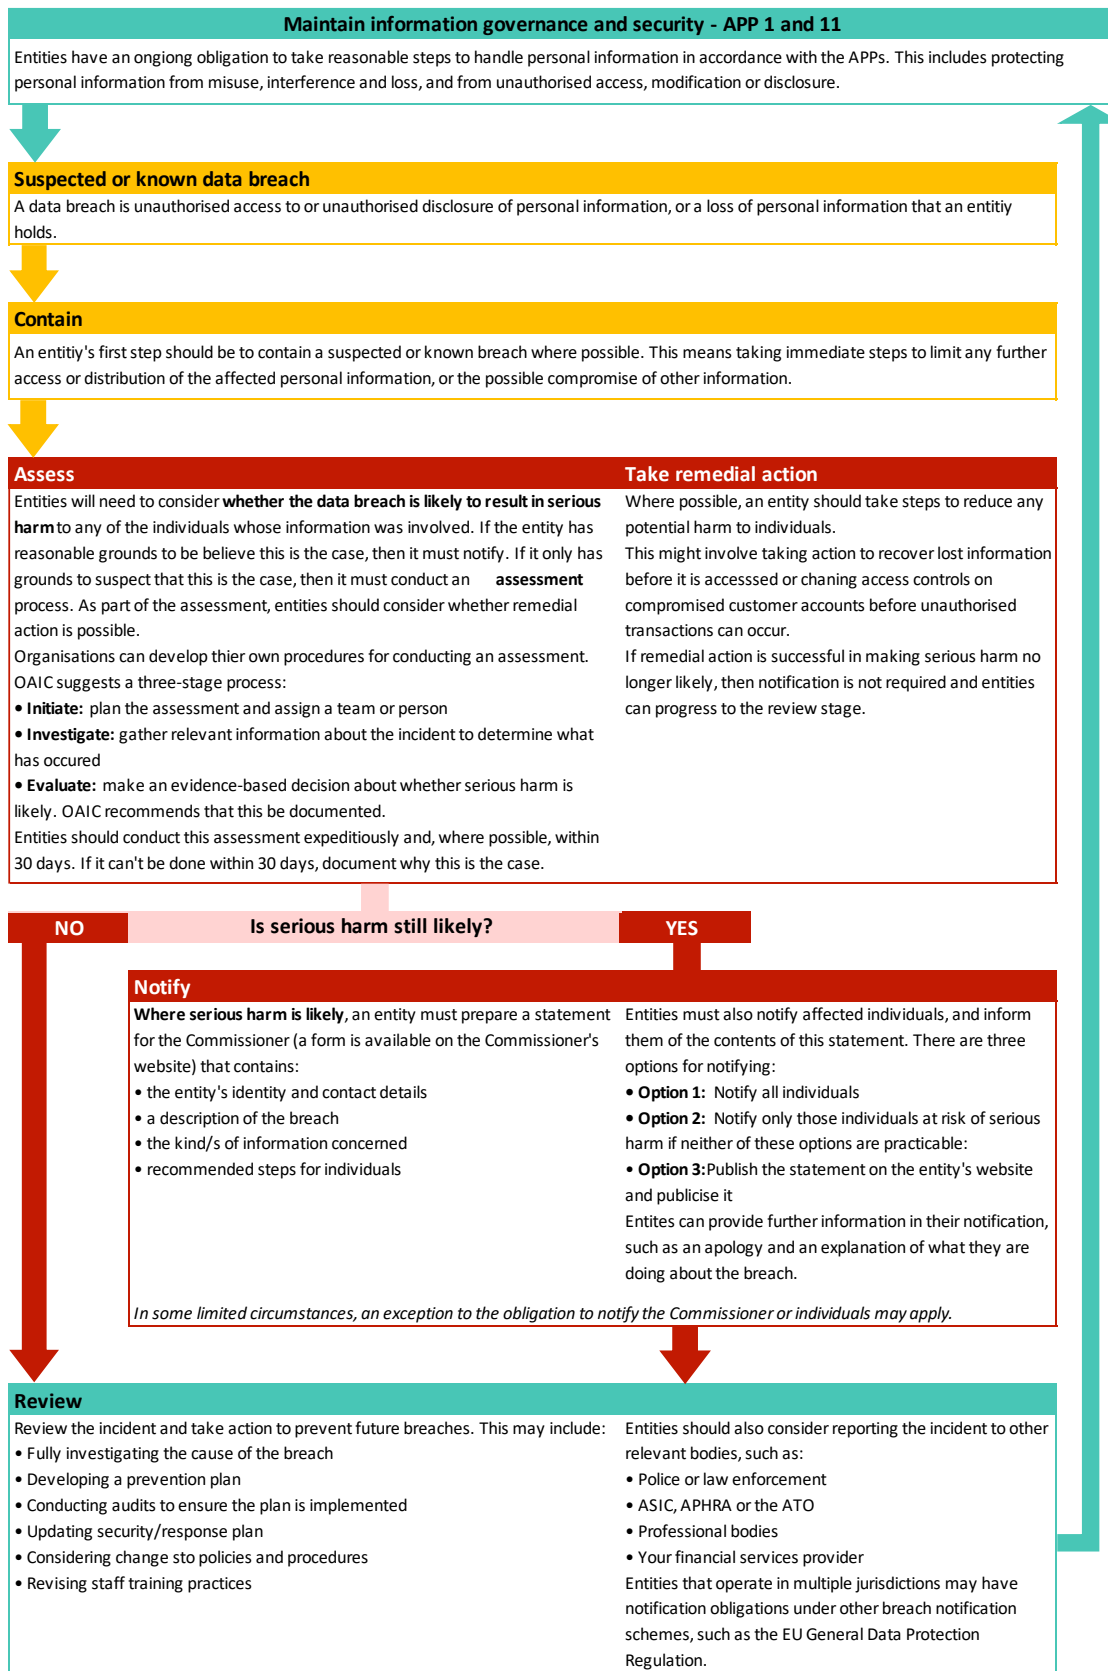 Maintain information governance and security - APP 1 and 11
Entities have an ongiong obligation to take reasonable steps to handle personal information in accordance with the APPs. This includes protecting
personal information from misuse, interference and loss, and from unauthorised access, modification or disclosure.
Suspected or known data breach
A data breach is unauthorised access to or unauthorised disclosure of personal information, or a loss of personal information that an entitiy
holds.
Contain
An entitiy's first step should be to contain a suspected or known breach where possible. This means taking immediate steps to limit any further
access or distribution of the affected personal information, or the possible compromise of other information.
Assess
Entities will need to consider whether the data breach is likely to result in serious
harm to any of the individuals whose information was involved. If the entity has
reasonable grounds to be believe this is the case, then it must notify. If it only has
grounds to suspect that this is the case, then it must conduct an assessment
process. As part of the assessment, entities should consider whether remedial
action is possible.
Organisations can develop thier own procedures for conducting an assessment.
OAIC suggests a three-stage process:
• Initiate: plan the assessment and assign a team or person
• Investigate: gather relevant information about the incident to determine what
has occured
• Evaluate: make an evidence-based decision about whether serious harm is
likely. OAIC recommends that this be documented.
Entities should conduct this assessment expeditiously and, where possible, within
30 days. If it can't be done within 30 days, document why this is the case.
Take remedial action
Where possible, an entity should take steps to reduce any
potential harm to individuals.
This might involve taking action to recover lost information
before it is accesssed or chaning access controls on
compromised customer accounts before unauthorised
transactions can occur.
If remedial action is successful in making serious harm no
longer likely, then notification is not required and entities
can progress to the review stage.
NO
Is serious harm still likely?
YES
Notify
Where serious harm is likely, an entity must prepare a statement
for the Commissioner (a form is available on the Commissioner's
website) that contains:
• the entity's identity and contact details
• a description of the breach
• the kind/s of information concerned
• recommended steps for individuals
Entities must also notify affected individuals, and inform
them of the contents of this statement. There are three
options for notifying:
• Option 1: Notify all individuals
• Option 2: Notify only those individuals at risk of serious
harm if neither of these options are practicable:
• Option 3:Publish the statement on the entity's website
and publicise it
Entites can provide further information in their notification,
such as an apology and an explanation of what they are
doing about the breach.
In some limited circumstances, an exception to the obligation to notify the Commissioner or individuals may apply.
Review
Review the incident and take action to prevent future breaches. This may include:
• Fully investigating the cause of the breach
• Developing a prevention plan
• Conducting audits to ensure the plan is implemented
• Updating security/response plan
• Considering change sto policies and procedures
• Revising staff training practices
Entities should also consider reporting the incident to other
relevant bodies, such as:
• Police or law enforcement
• ASIC, APHRA or the ATO
• Professional bodies
• Your financial services provider
Entities that operate in multiple jurisdictions may have
notification obligations under other breach notification
schemes, such as the EU General Data Protection
Regulation.